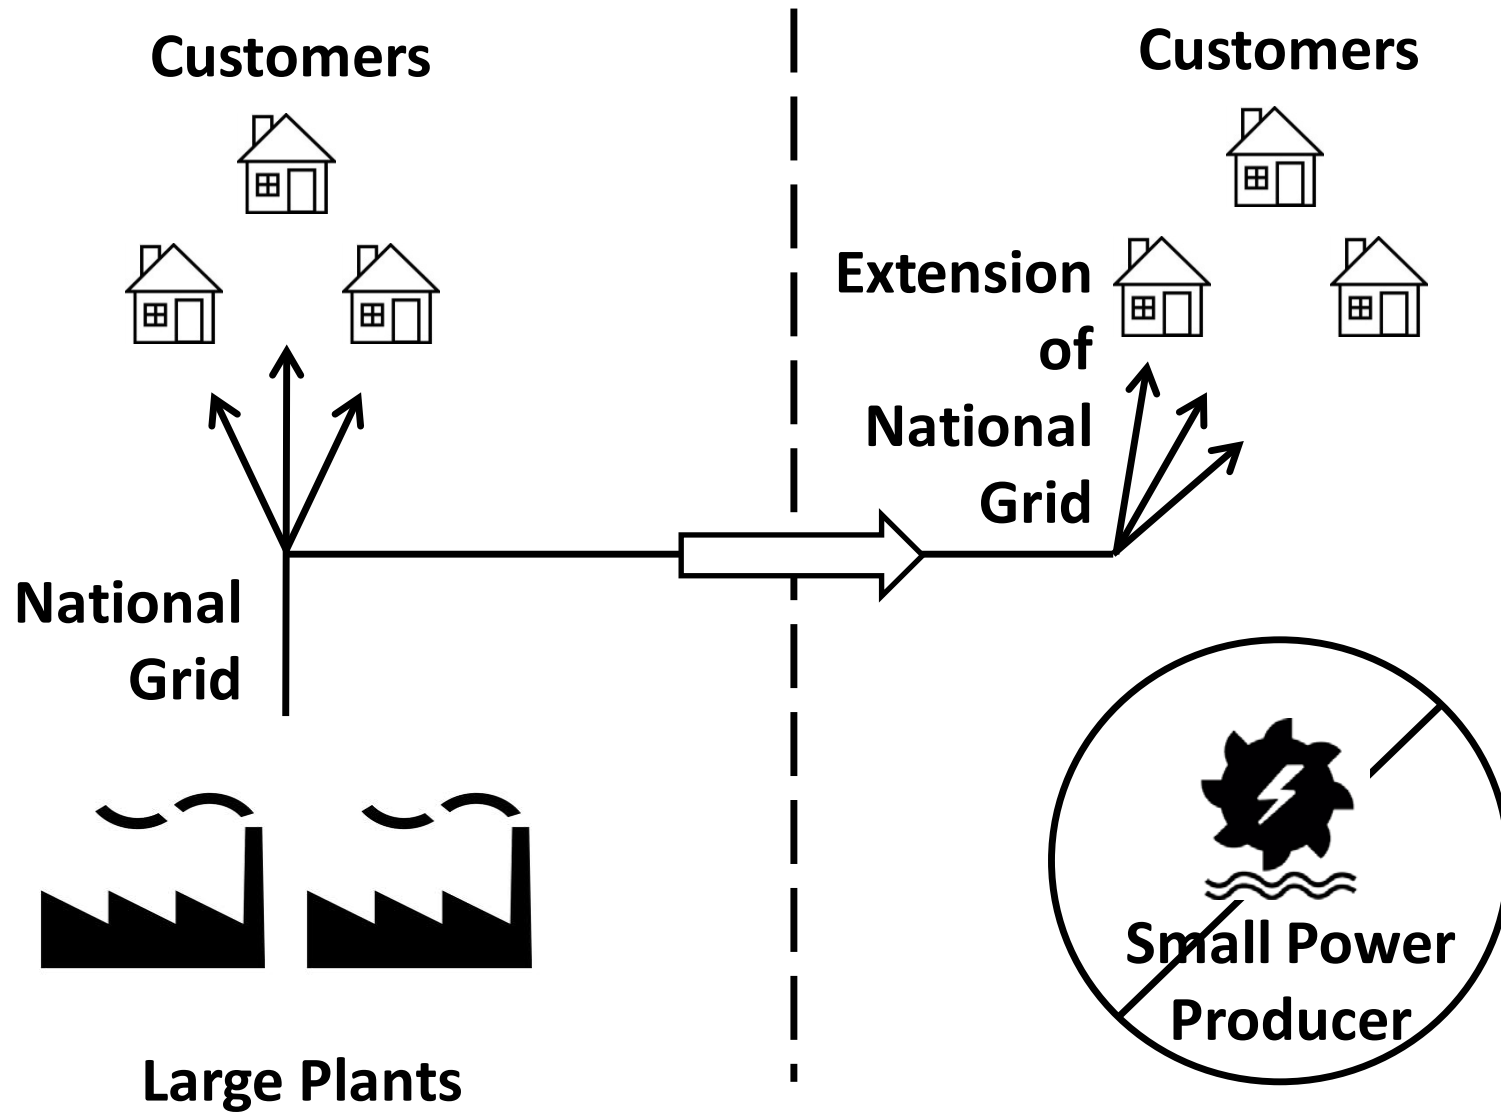 Customers
National
Grid
Large Plants
Customers
Extension
of
National
Grid
Small Power
Producer